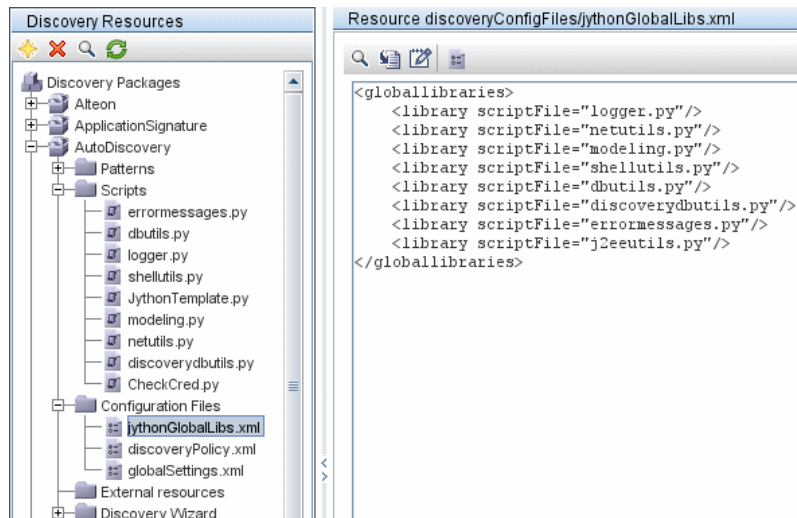 Discovery Resources
Discovery Packages
Alteon
ApplicationSignature
AutoDiscovery
Patterns
Scripts
errormessages.py
dbutils.py
logger.py
shellutils.py
JythonTemplate.py
modeling.py
netutils.py
discoverydbutils.py
CheckCred.py
Configuration Files
jythonGlobalLibs.xml
discoveryPolicy.xml
globalSettings.xml
External resources
Discovery Wizard
Resource discoveryConfigFiles/jythonGlobalLibs.xml
<globallibraries>
    <library scriptFile="logger.py"/>
    <library scriptFile="netutils.py"/>
    <library scriptFile="modeling.py"/>
    <library scriptFile="shellutils.py"/>
    <library scriptFile="dbutils.py"/>
    <library scriptFile="discoverydbutils.py"/>
    <library scriptFile="errormessages.py"/>
    <library scriptFile="j2eeutils.py"/>
</globallibraries>